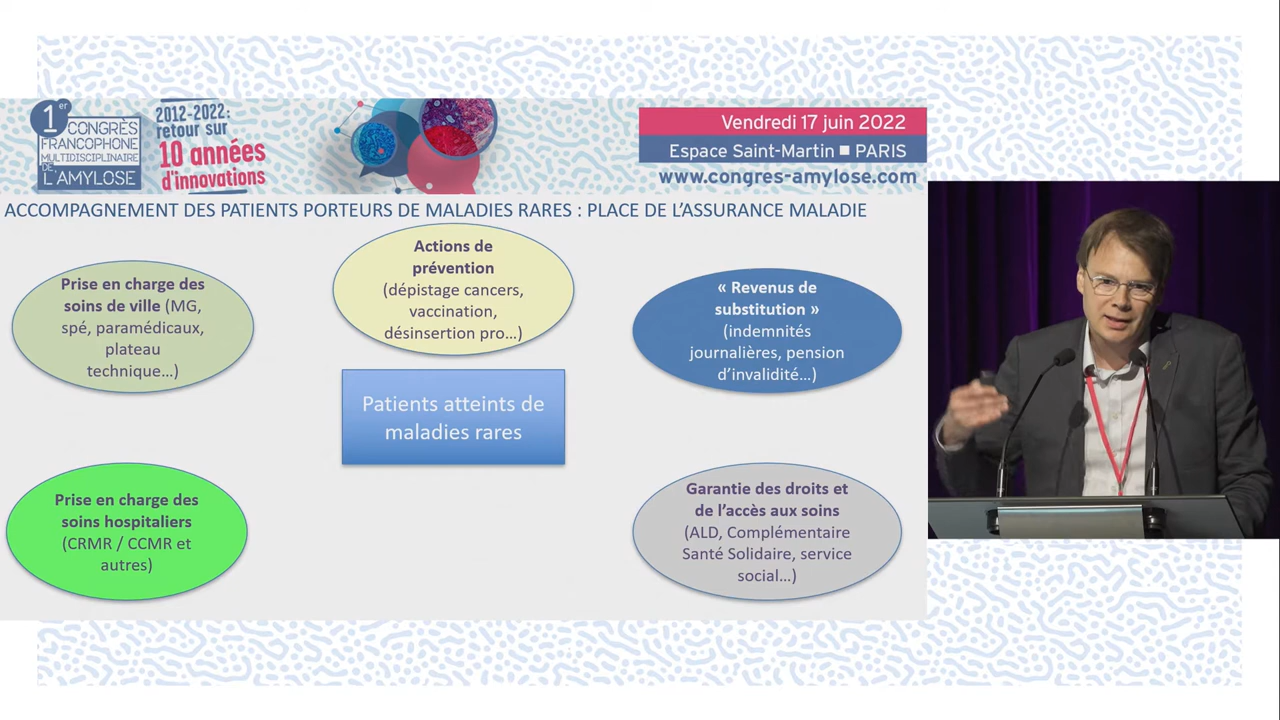 1er
CONGRÈS
FRANCOPHONE
MULTIDISCIPLINAIRE
DE
L'AMYLOSE
2012-2022:
retour sur
10 années
d'innovations
Vendredi 17 juin 2022
Espace Saint-Martin ■ PARIS
www.congres-amylose.com
ACCOMPAGNEMENT DES PATIENTS PORTEURS DE MALADIES RARES : PLACE DE L'ASSURANCE MALADIE
Prise en charge des
soins de ville (MG,
spé, paramédicaux,
plateau
technique…)
Actions de
prévention
(dépistage cancers,
vaccination,
désinsertion pro…)
« Revenus de
substitution »
(indemnités
journalières, pension
d'invalidité…)
Patients atteints de
maladies rares
Prise en charge des
soins hospitaliers
(CRMR / CCMR et
autres)
Garantie des droits et
de l'accès aux soins
(ALD, Complémentaire
Santé Solidaire, service
social…)